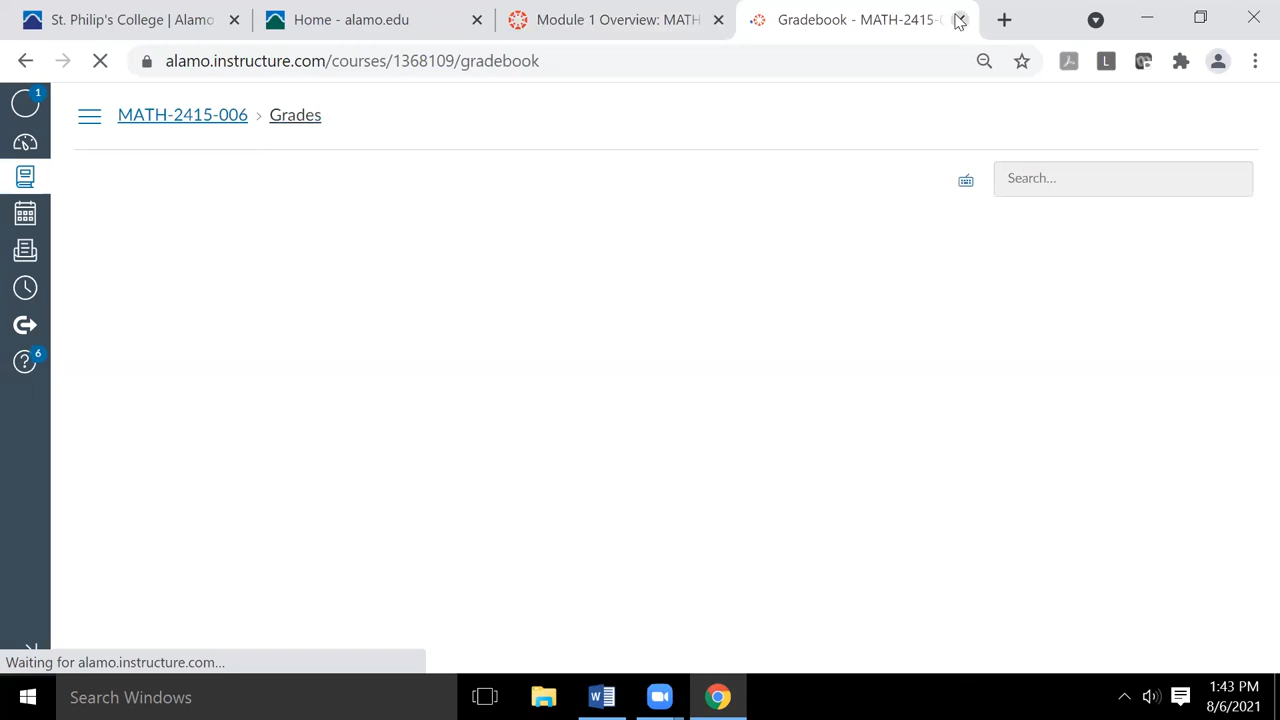 St. Philip's College | Alamo
Home - alamo.edu
Module 1 Overview: MATH
Gradebook - MATH-2415-
alamo.instructure.com/courses/1368109/gradebook
L
1
MATH-2415-006 > Grades
Search...
6
Waiting for alamo.instructure.com...
Search Windows
1:43 PM
8/6/2021